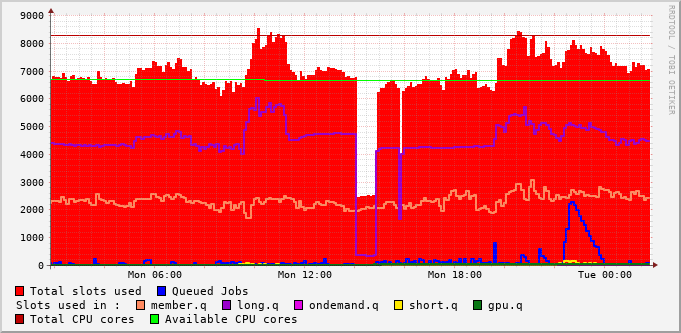 9000
8000
7000
6000
5000
4000
3000
2000
1000
0
Mon 06:00 Mon 12:00 Mon 18:00 Tue 00:00
RRDTOOL / TOBI OETIKER
Total slots used Queued Jobs
Slots used in : member.q long.q ondemand.q short.q gpu.q
Total CPU cores Available CPU cores